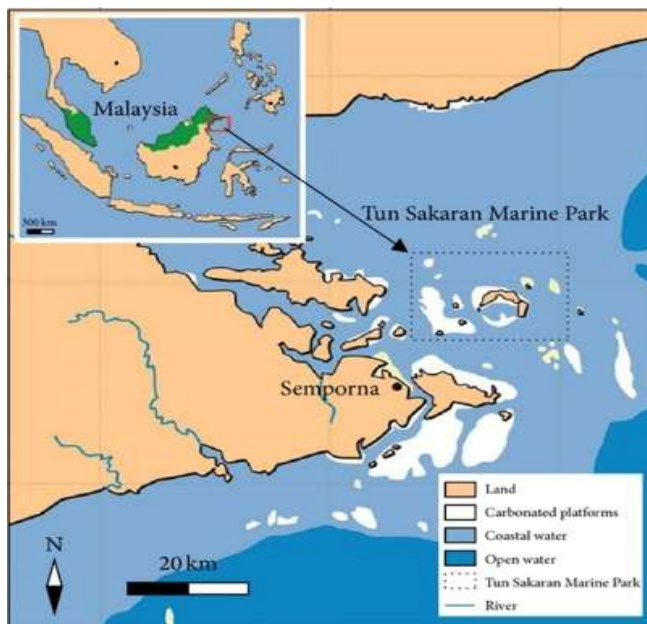 Malaysia
300 km
Tun Sakaran Marine Park
Semporna
N
20 km
Land
Carbonated platforms
Coastal water
Open water
Tun Sakaran Marine Park
River